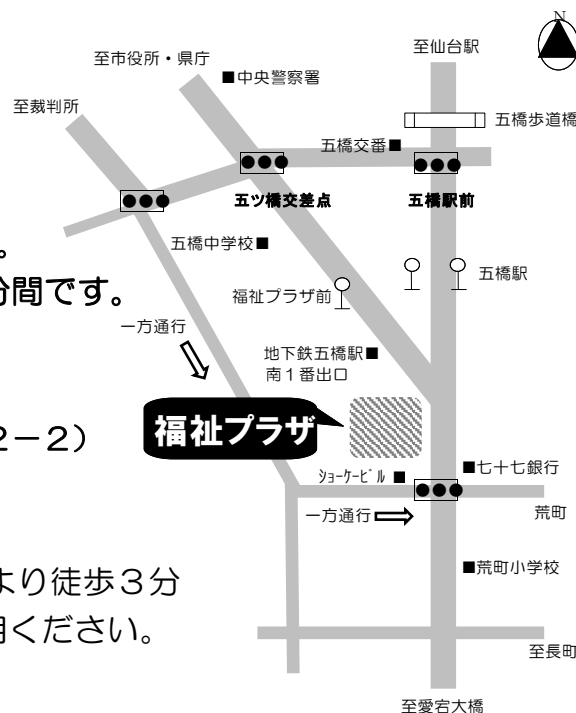 N
至仙台駅
至市役所・県庁
■中央警察署
至裁判所
五橋歩道橋
五橋交番■
五ツ橋交差点
五橋駅前
五橋中学校■
。
分間です。
五橋駅
福祉プラザ前
一方通行
地下鉄五橋駅■
南１番出口
福祉プラザ
２－２）
■七十七銀行
ｼｮｰｹｰﾋﾞﾙ ■
一方通行
荒町
■荒町小学校
より徒歩３分
用ください。
至長町
至愛宕大橋